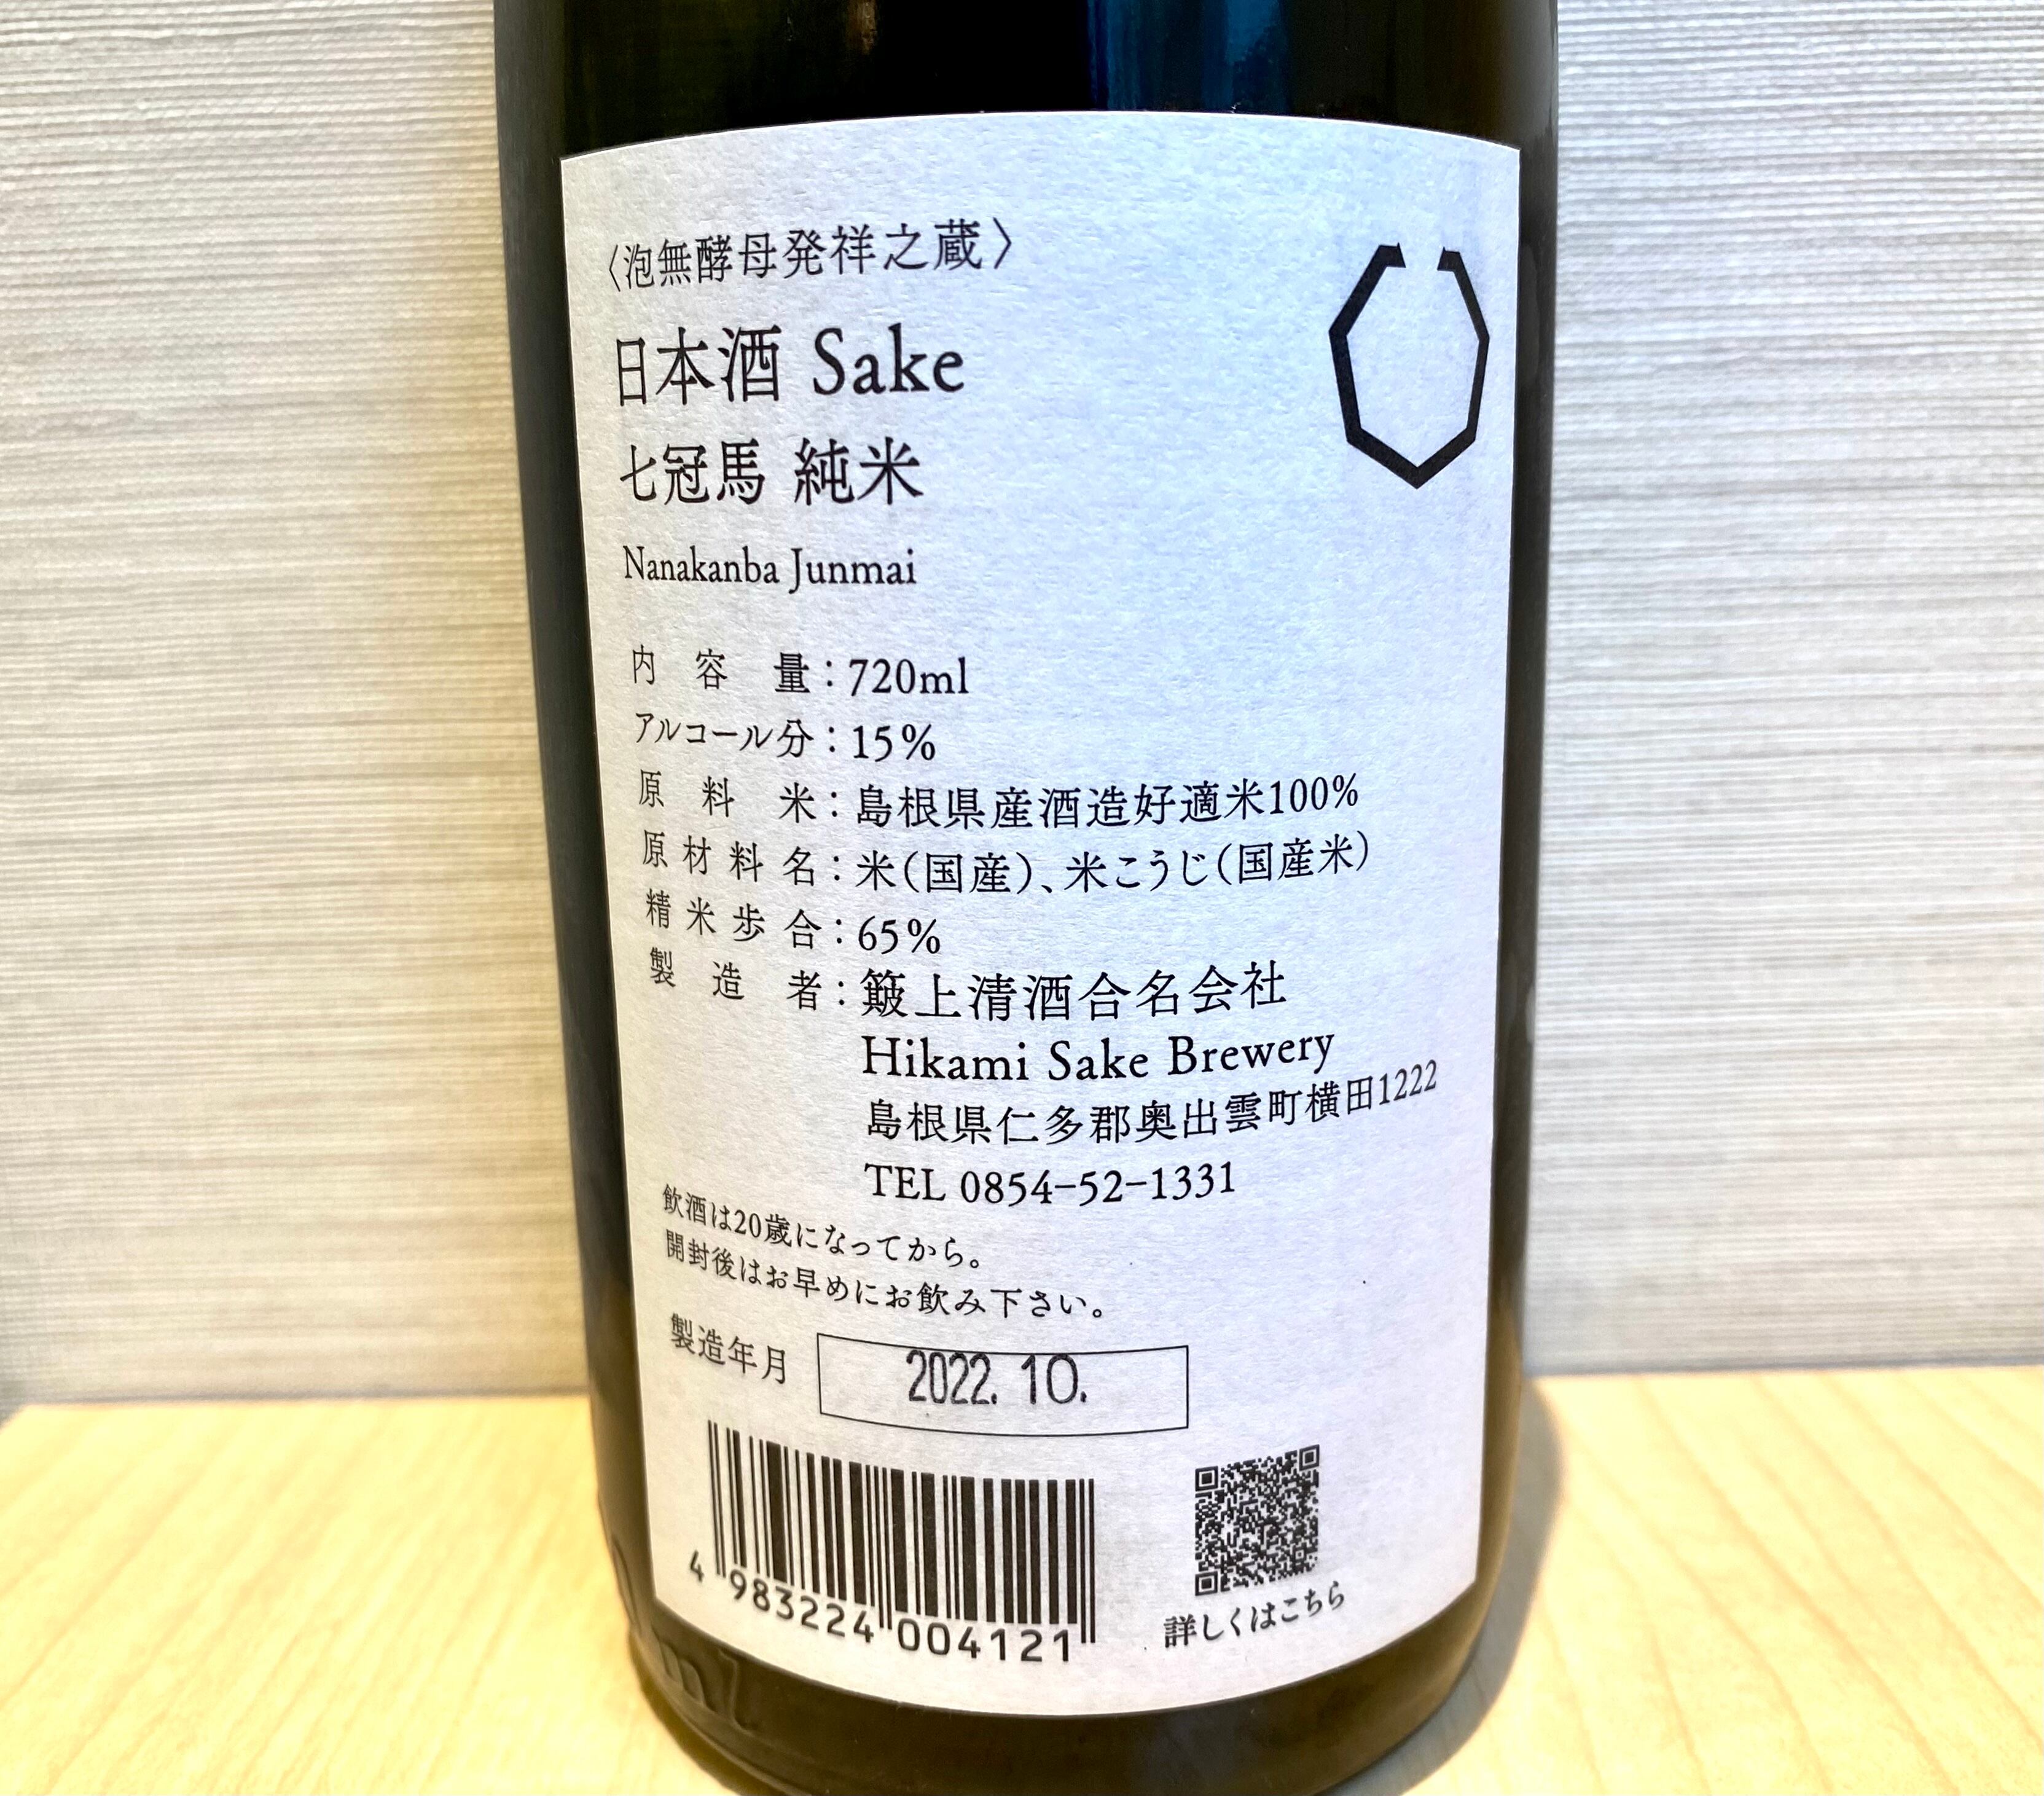 〈泡無酵母発祥之蔵〉
日本酒 Sake
七冠馬 純米
Nanakanba Junmai
内容量：720ml
アルコール分：15%
原料米：島根県産酒造好適米100%
原材料名：米（国産）、米こうじ（国産米）
精米歩合：65%
製造者：簸上清酒合名会社
Hikami Sake Brewery
島根県仁多郡奥出雲町横田1222
TEL 0854-52-1331
飲酒は20歳になってから。
開封後はお早めにお飲み下さい。
製造年月 2022. 10.
4 983224 004121
詳しくはこちら
ml